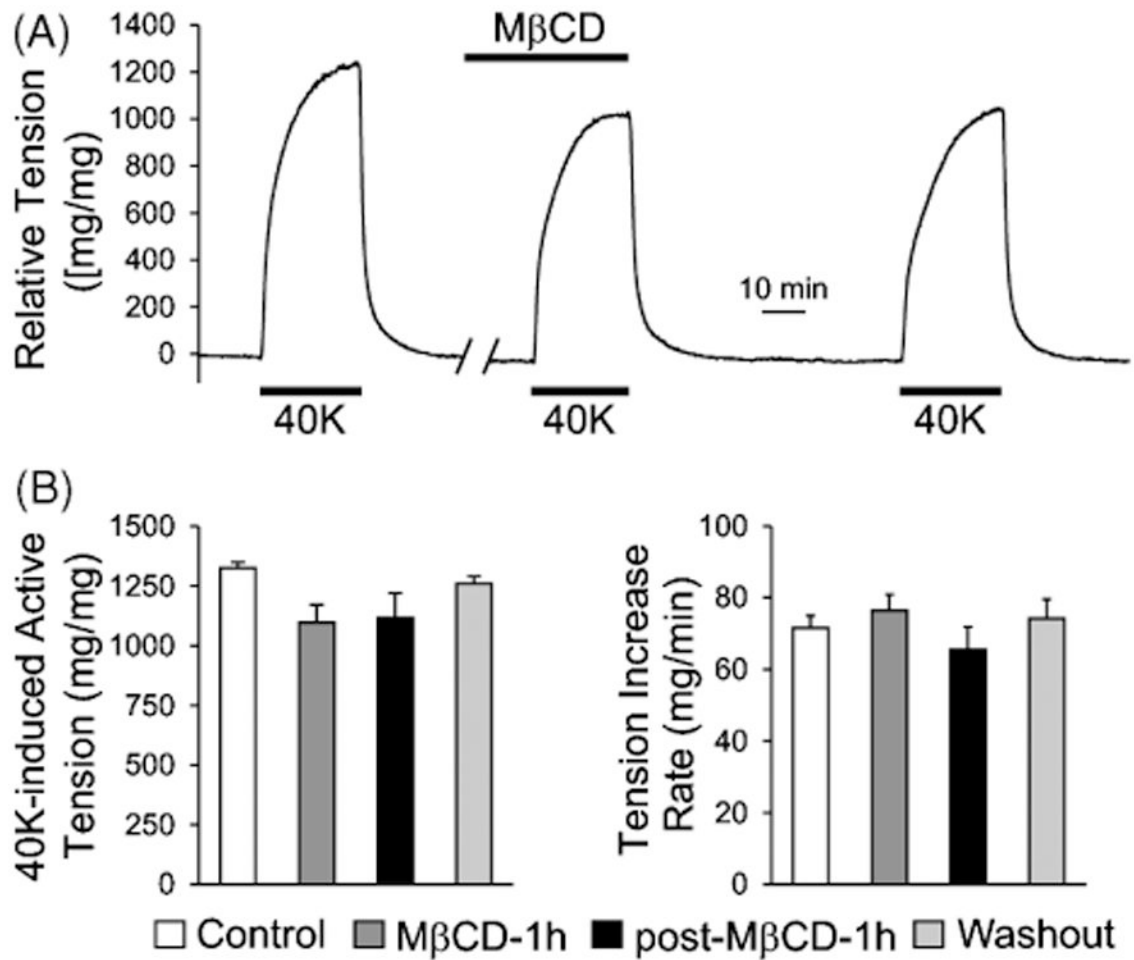 (A)
MβCD
Relative Tension
([mg/mg)
1400
1200
1000
800
600
400
200
0
10 min
40K
40K
40K
(B)
40K-induced Active
Tension (mg/mg)
1500
1250
1000
750
500
250
0
Tension Increase
Rate (mg/min)
100
80
60
40
20
0
Control MβCD-1h post-MβCD-1h Washout